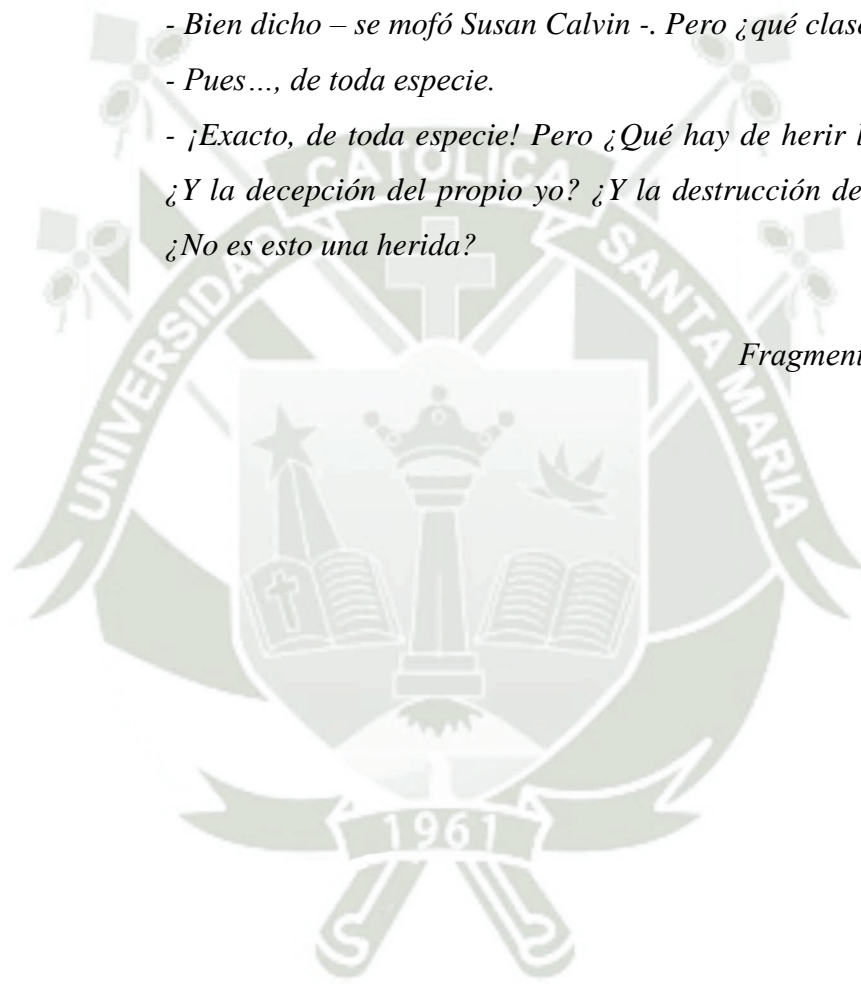 - Bien dicho – se mofó Susan Calvin -. Pero ¿qué clase
- Pues…, de toda especie.
- ¡Exacto, de toda especie! Pero ¿Qué hay de herir
¿Y la decepción del propio yo? ¿Y la destrucción de
¿No es esto una herida?
Fragment
UNIVERSIDAD CATOLICA SANTA MARIA
1961